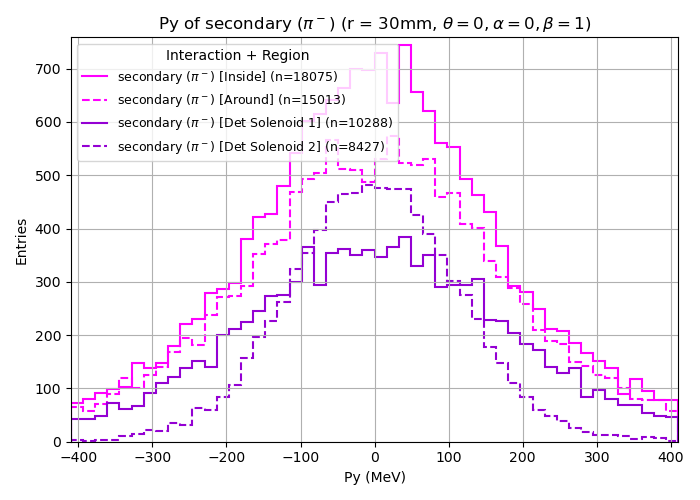 Py of secondary (π⁻) (r = 30mm, θ = 0, α = 0, β = 1)
Interaction + Region
secondary (π⁻) [Inside] (n=18075)
secondary (π⁻) [Around] (n=15013)
secondary (π⁻) [Det Solenoid 1] (n=10288)
secondary (π⁻) [Det Solenoid 2] (n=8427)
Entries
700
600
500
400
300
200
100
0
−400 −300 −200 −100 0 100 200 300 400
Py (MeV)